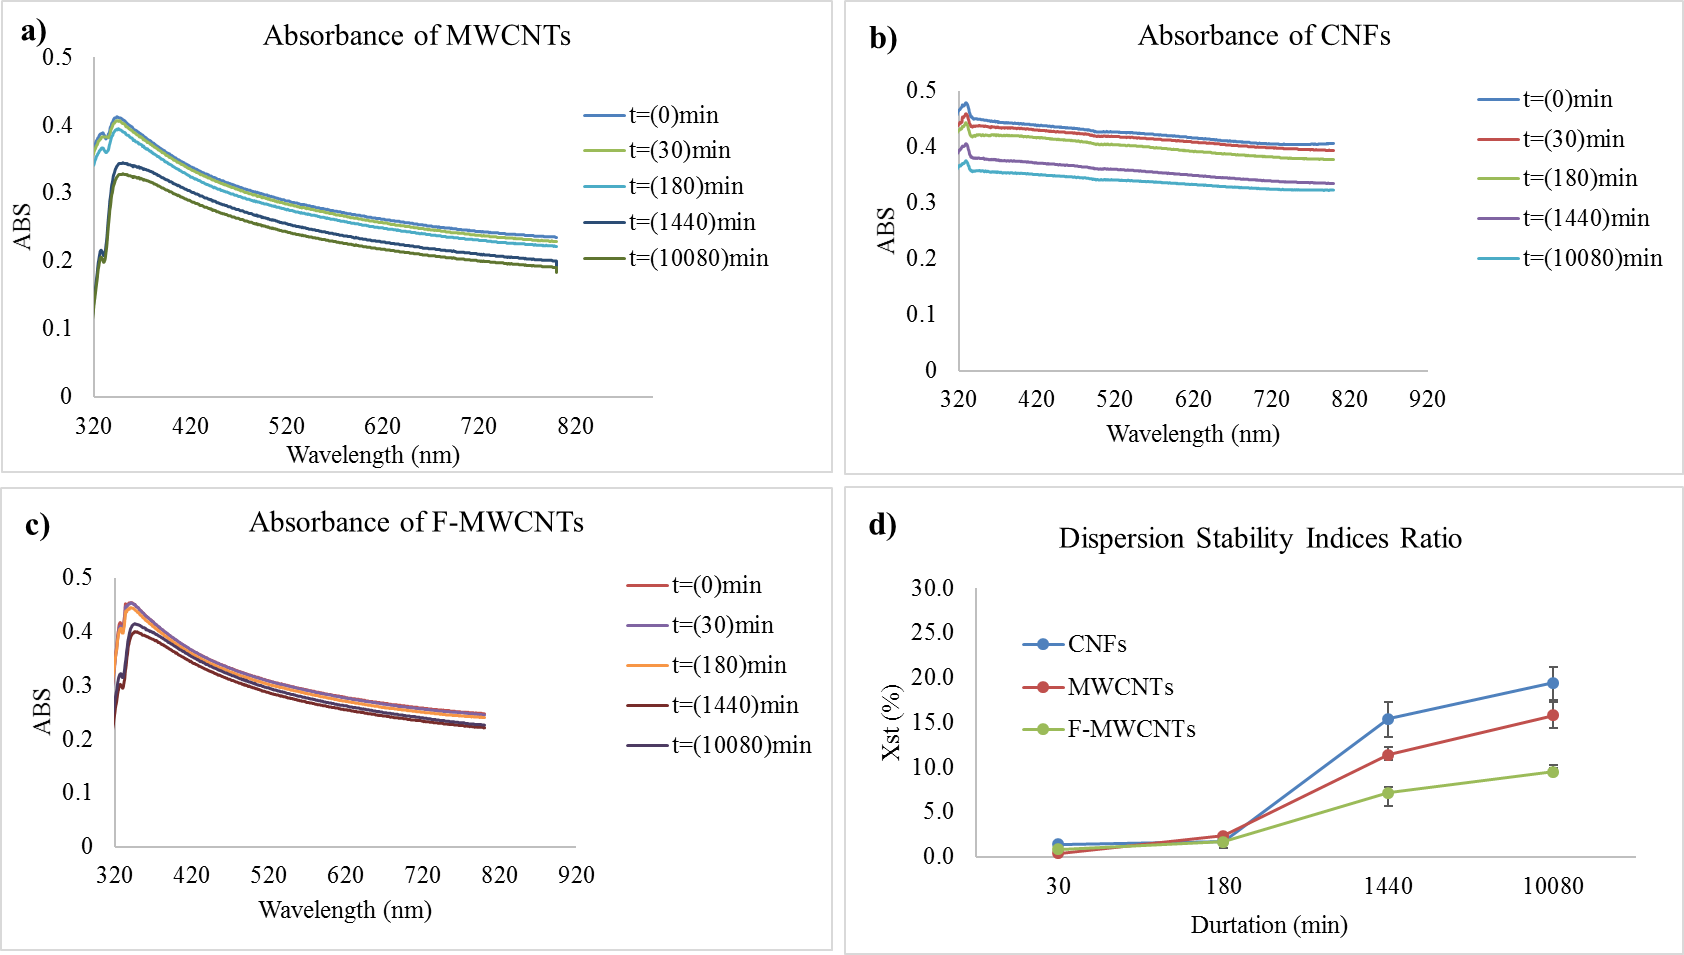 a)
Absorbance of MWCNTs
0.5
0.4
0.3
0.2
0.1
0
ABS
320 420 520 620 720 820
Wavelength (nm)
t=(0)min
t=(30)min
t=(180)min
t=(1440)min
t=(10080)min
b)
Absorbance of CNFs
0.5
0.4
0.3
0.2
0.1
0
ABS
320 420 520 620 720 820 920
Wavelength (nm)
t=(0)min
t=(30)min
t=(180)min
t=(1440)min
t=(10080)min
c)
Absorbance of F-MWCNTs
0.5
0.4
0.3
0.2
0.1
0
ABS
320 420 520 620 720 820 920
Wavelength (nm)
t=(0)min
t=(30)min
t=(180)min
t=(1440)min
t=(10080)min
d)
Dispersion Stability Indices Ratio
30.0
25.0
20.0
15.0
10.0
5.0
0.0
Xst (%)
CNFs
MWCNTs
F-MWCNTs
30 180 1440 10080
Durtation (min)